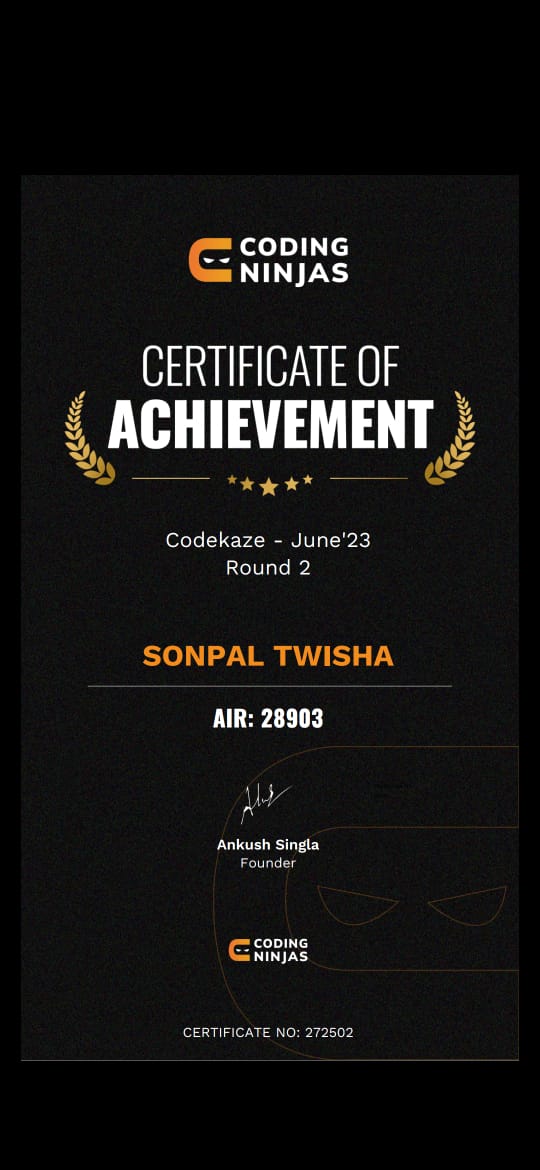 CODING
NINJAS
CERTIFICATE OF
ACHIEVEMENT
Codekaze - June'23
Round 2
SONPAL TWISHA
AIR: 28903
Ankush Singla
Founder
CODING
NINJAS
CERTIFICATE NO: 272502